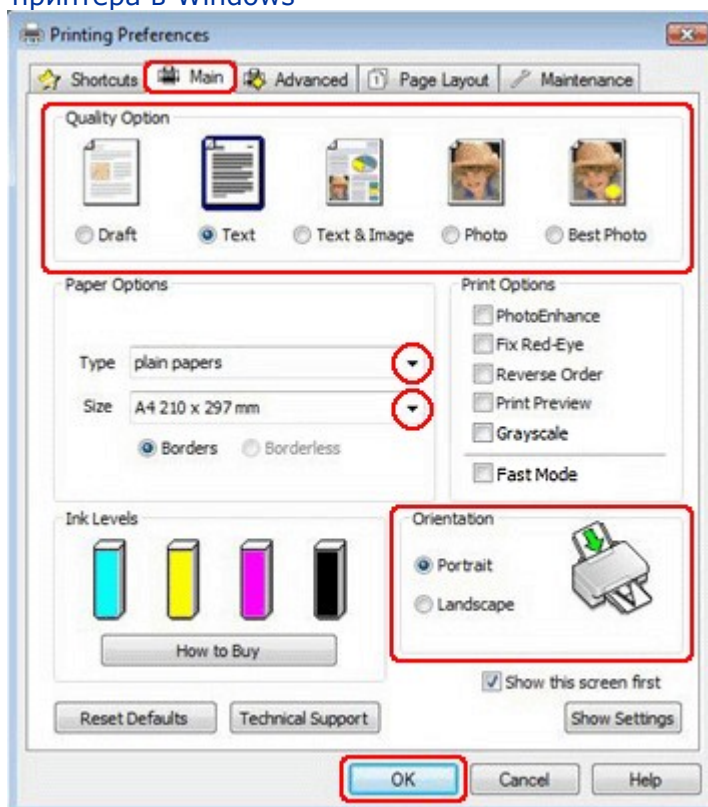 принтера в Windows
Printing Preferences
Shortcuts Main Advanced Page Layout Maintenance
Quality Option
Draft Text Text & Image Photo Best Photo
Paper Options Print Options
PhotoEnhance
Fix Red-Eye
Type plain papers Reverse Order
Size A4 210 x 297 mm Print Preview
Grayscale
Borders Borderless
Fast Mode
Ink Levels Orientation
Portrait
Landscape
How to Buy
Show this screen first
Reset Defaults Technical Support Show Settings
OK Cancel Help